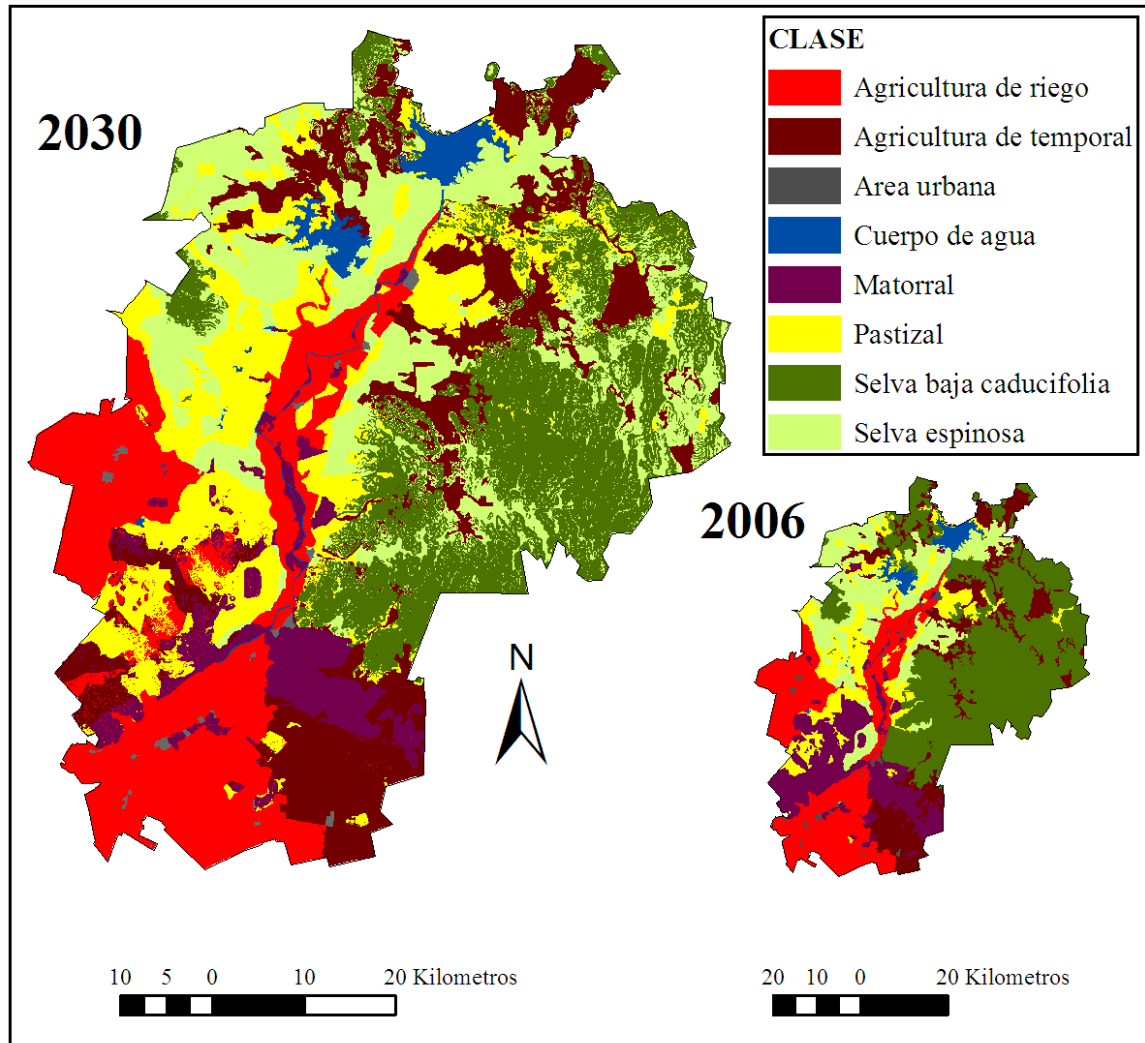 2030
CLASE
Agricultura de riego
Agricultura de temporal
Area urbana
Cuerpo de agua
Matorral
Pastizal
Selva baja caducifolia
Selva espinosa
2006
N
10 5 0 10 20 Kilometros
20 10 0 20 Kilometros